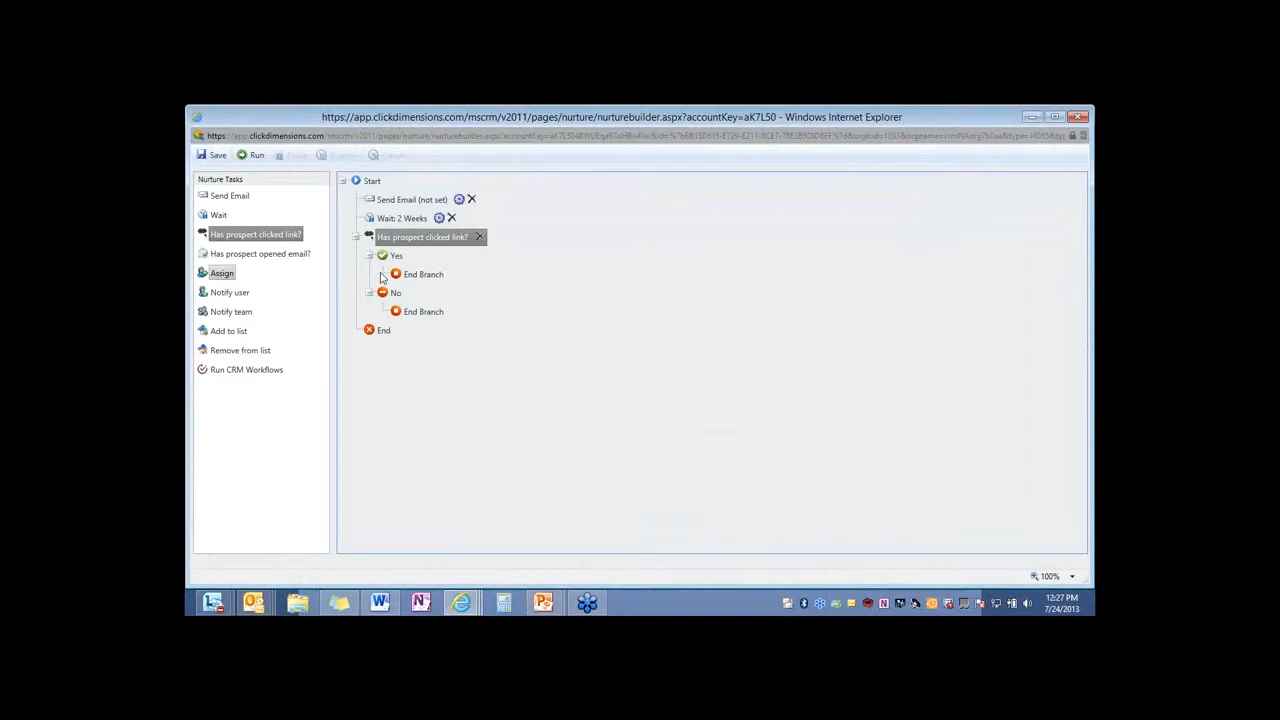 https://app.clickdimensions.com/mscrm/v2011/pages/nurture/nurturebuilder.aspx?accountKey=aK7L50 - Windows Internet Explorer
Save
Run
Nurture Tasks
Send Email
Wait
Has prospect clicked link?
Has prospect opened email?
Assign
Notify user
Notify team
Add to list
Remove from list
Run CRM Workflows
Start
Send Email (not set)
Wait: 2 Weeks
Has prospect clicked link?
Yes
End Branch
No
End Branch
End
100%
12:27 PM
7/24/2013